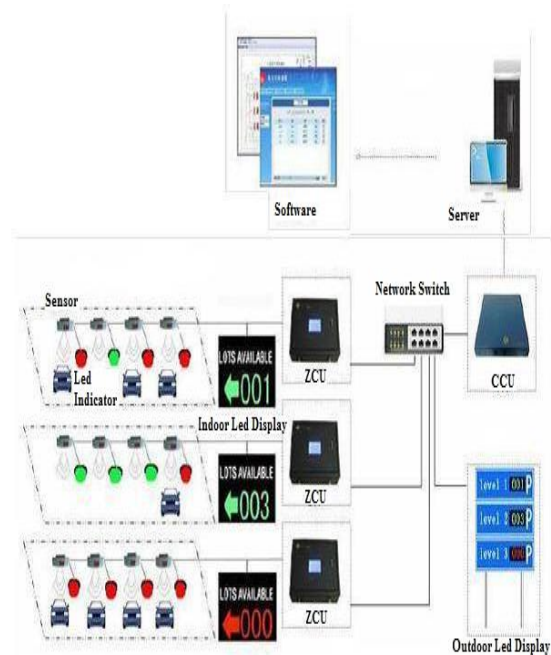 Software
Server
Sensor
Network Switch
LOTS AVAILABLE
001
ZCU
CCU
Led
Indicator
Indoor Led Display
LOTS AVAILABLE
003
ZCU
level 1 001 P
level 2 003 P
level 3 000 P
LOTS AVAILABLE
000
ZCU
Outdoor Led Display